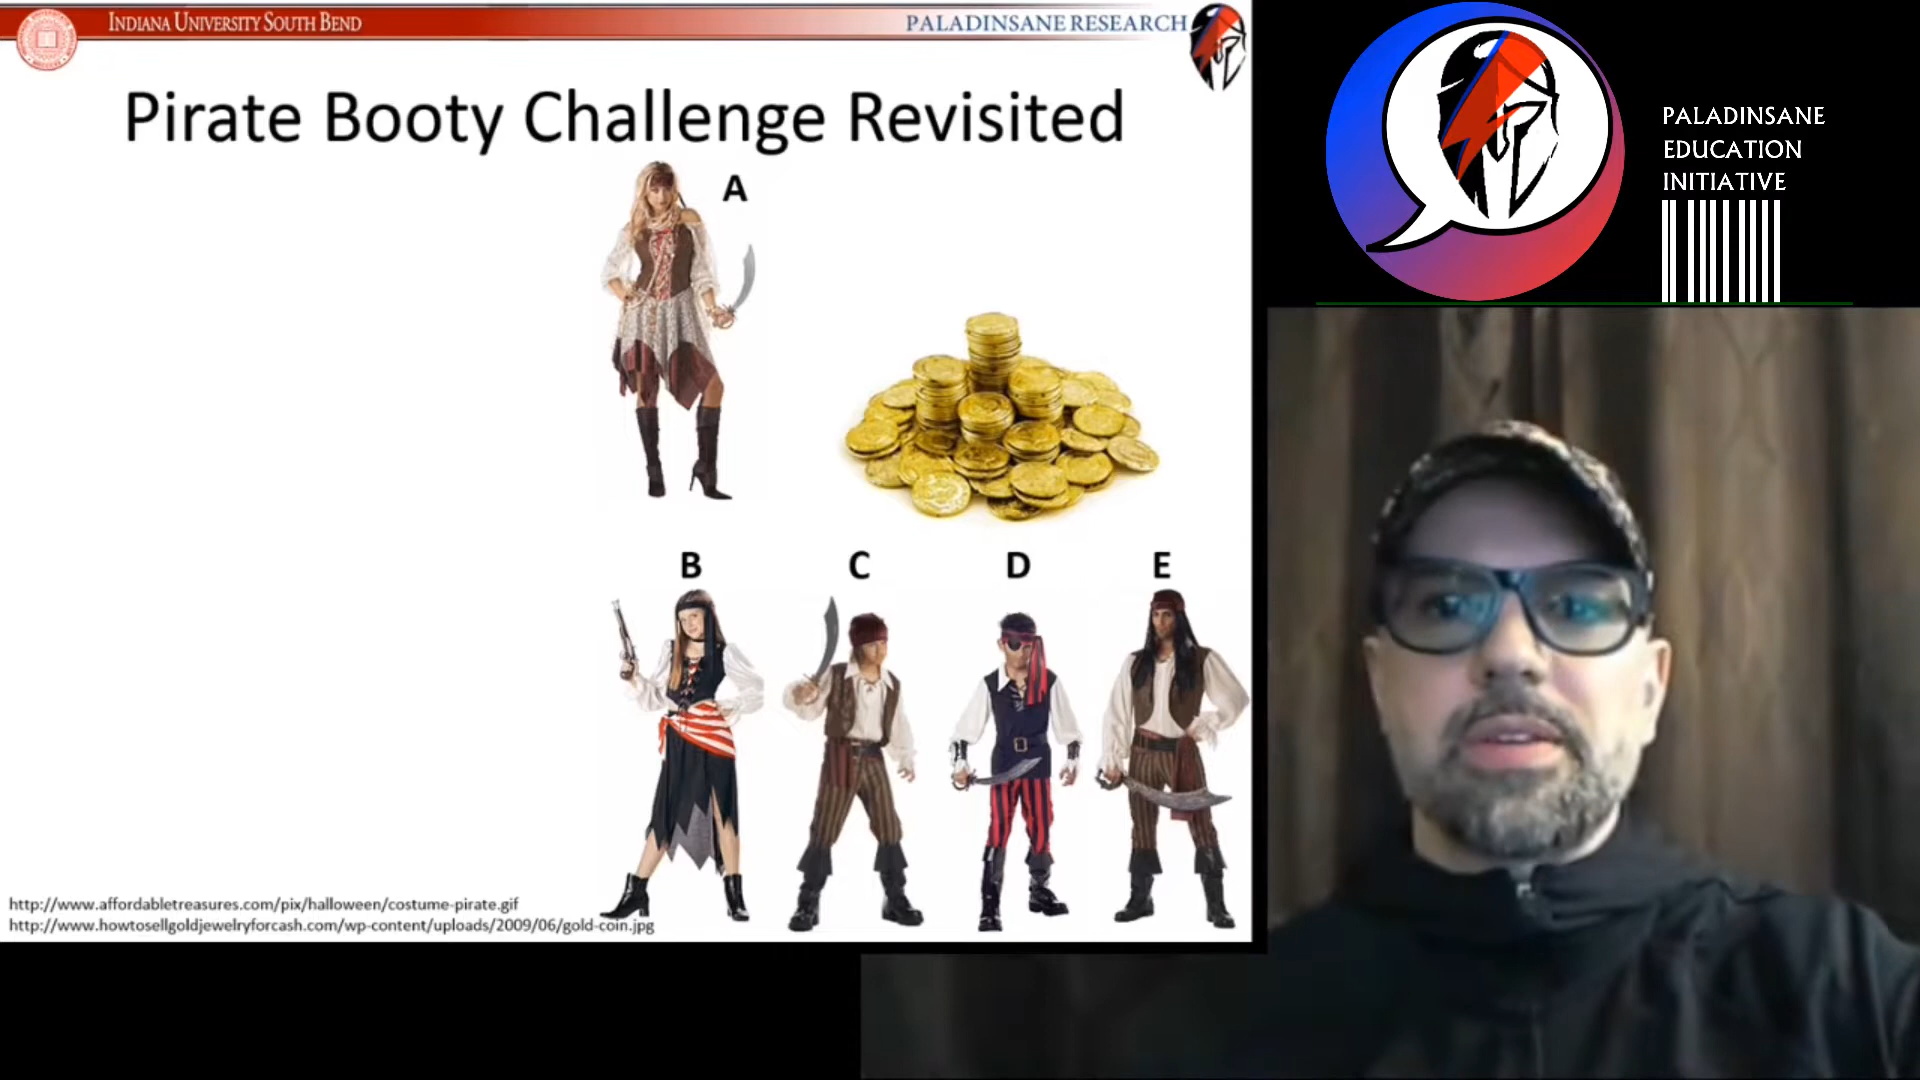 INDIANA UNIVERSITY SOUTH BEND
PALADINSANE RESEARCH
Pirate Booty Challenge Revisited
A
B
C
D
E
http://www.affordabletreasures.com/pix/halloween/costume-pirate.gif
http://www.howtosellgoldjewelryforcash.com/wp-content/uploads/2009/06/gold-coin.jpg
PALADINSANE
EDUCATION
INITIATIVE